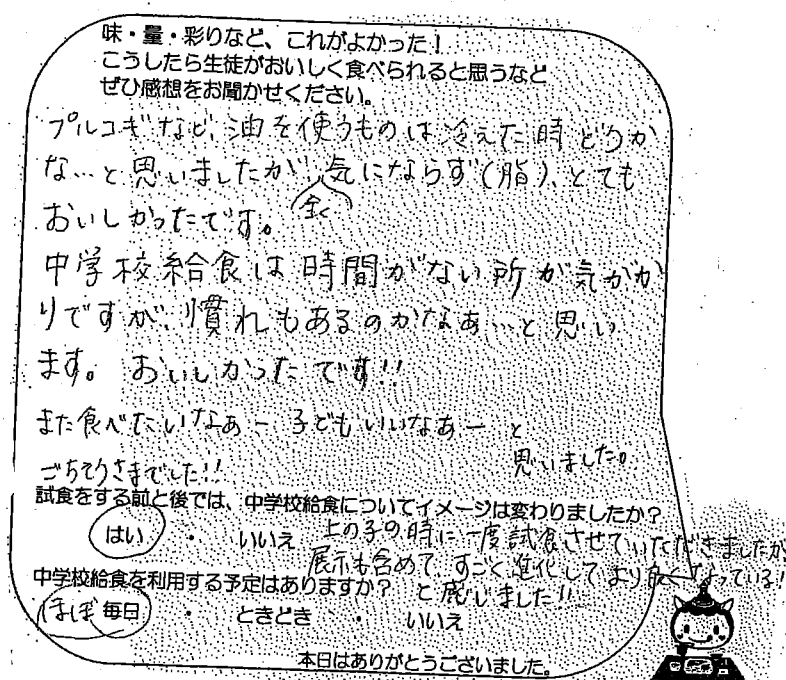 味・量・彩りなど、これがよかった!
こうしたら生徒がおいしく食べられると思うなど
ぜひ感想をお聞かせください。
プルコギなど、油を使うものは冷えた時どうか
な…と思いましたが、全く気にならず(脂)、とても
おいしかったです。
中学校給食は時間がない所が気がか
りですが、慣れもあるのかなぁ…と思い
ます。おいしかったです!!
また食べたいなぁー 子どもいいなあー と
思いました。
ごちそうさまでした!!
試食をする前と後では、中学校給食についてイメージは変わりましたか?
はい ・ いいえ
上の子の時に一度試食させていただきましたが
展示も含めて、すごく進化してより良くなっている!
と感じました!!
中学校給食を利用する予定はありますか?
ほぼ毎日 ・ ときどき ・ いいえ
本日はありがとうございました。